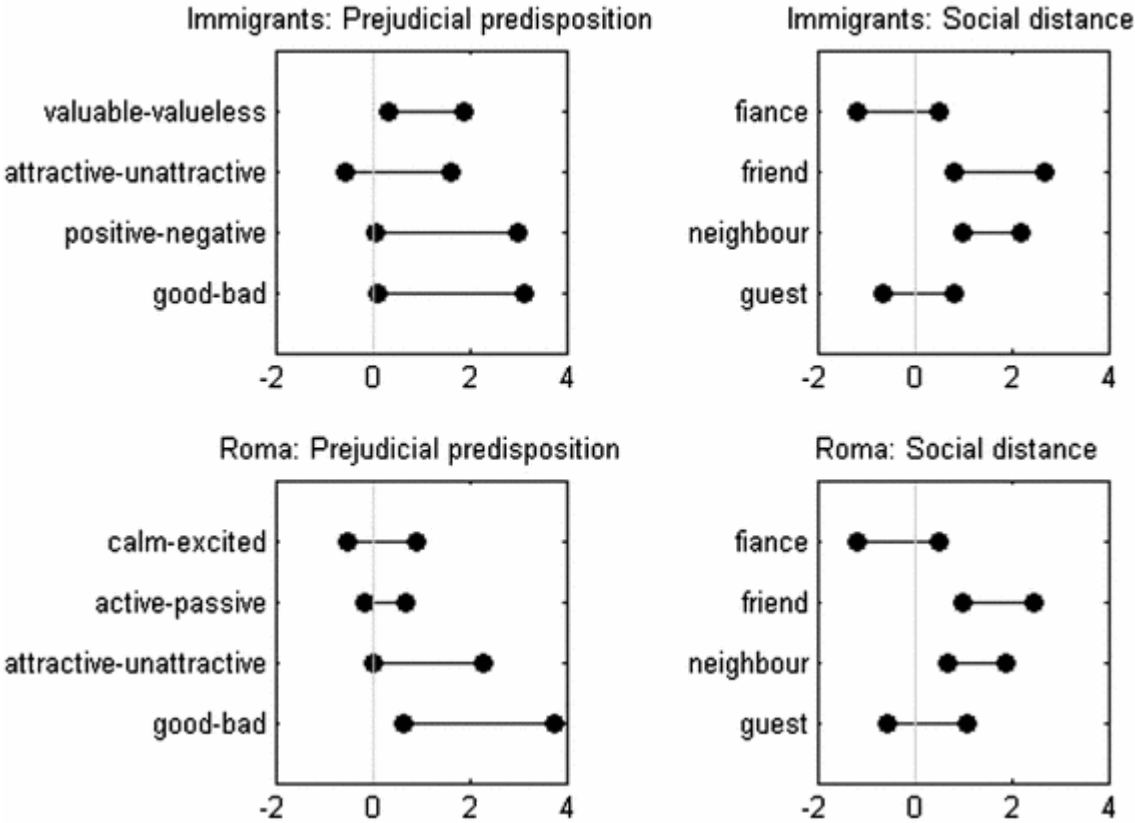 Immigrants: Prejudicial predisposition
valuable-valueless
attractive-unattractive
positive-negative
good-bad
-2 0 2 4
Immigrants: Social distance
fiance
friend
neighbour
guest
-2 0 2 4
Roma: Prejudicial predisposition
calm-excited
active-passive
attractive-unattractive
good-bad
-2 0 2 4
Roma: Social distance
fiance
friend
neighbour
guest
-2 0 2 4